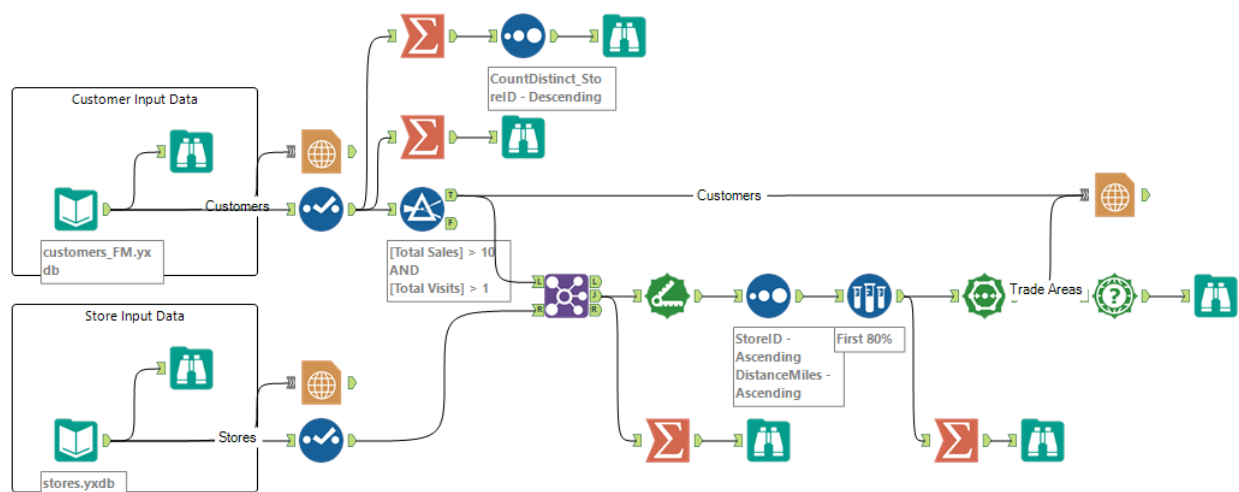 CountDistinct_Sto
reID - Descending
Customer Input Data
Customers
customers_FM.yx
db
[Total Sales] > 10
AND
[Total Visits] > 1
T
F
Customers
L
R
L
J
R
StoreID -
Ascending
DistanceMiles -
Ascending
First 80%
Trade Areas
?
Store Input Data
Stores
stores.yxdb